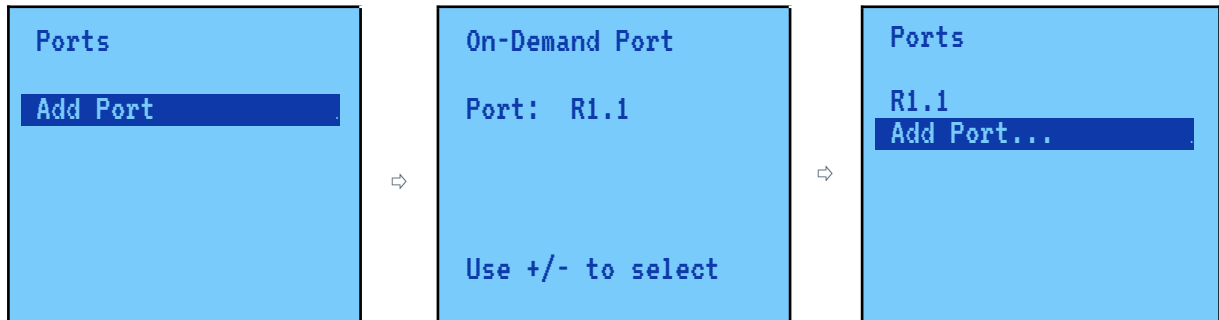 Ports
Add Port
On-Demand Port
Port: R1.1
Use +/- to select
Ports
R1.1
Add Port...